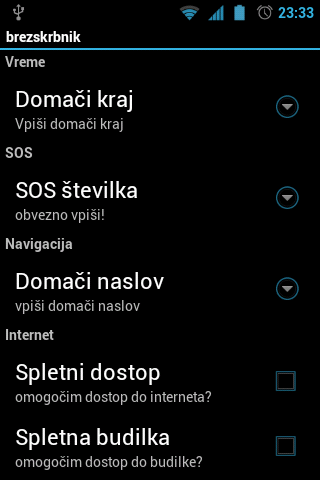 23:33
brezskrbnik
Vreme
Domači kraj
Vpiši domači kraj
SOS
SOS številka
obvezno vpiši!
Navigacija
Domači naslov
vpiši domači naslov
Internet
Spletni dostop
omogočim dostop do interneta?
Spletna budilka
omogočim dostop do budilke?